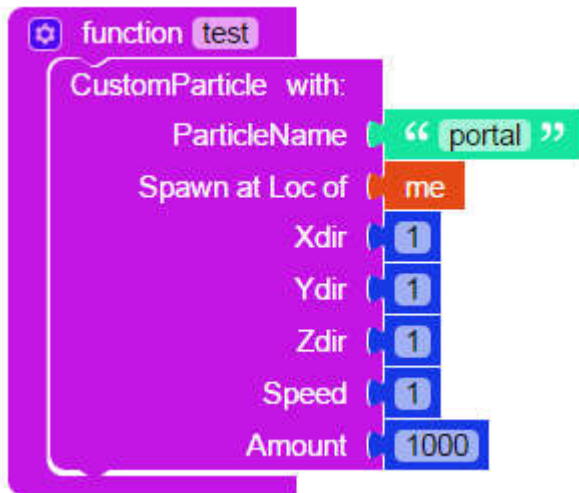 function test
CustomParticle with:
ParticleName “ portal ”
Spawn at Loc of me
Xdir 1
Ydir 1
Zdir 1
Speed 1
Amount 1000